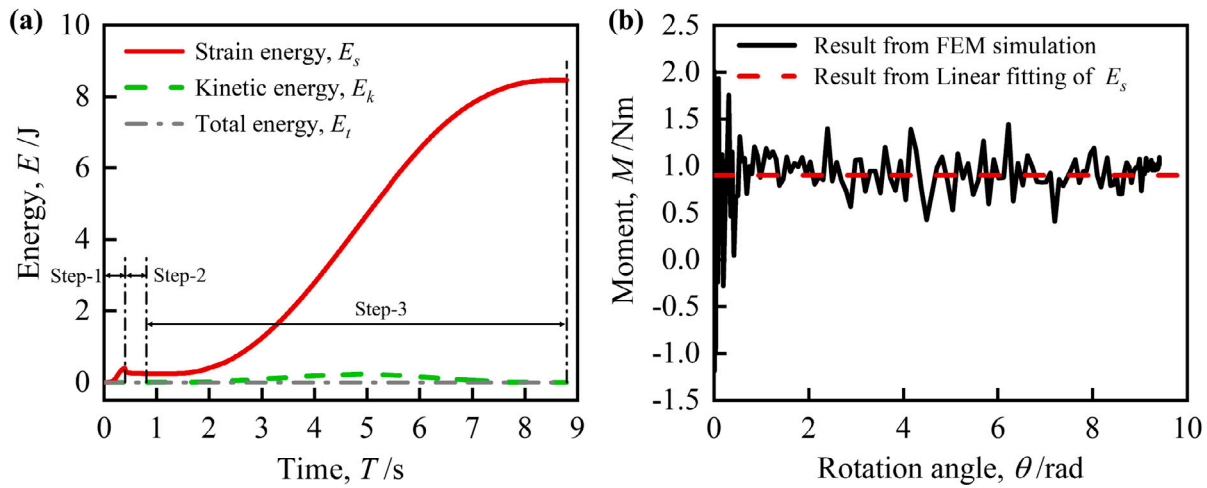 (a)
10
8
6
4
2
0
Energy, E /J
Strain energy, Es
Kinetic energy, Ek
Total energy, Et
Step-1
Step-2
Step-3
0 1 2 3 4 5 6 7 8 9
Time, T /s
(b)
2.5
2.0
1.5
1.0
0.5
0.0
-0.5
-1.0
-1.5
Moment, M /Nm
Result from FEM simulation
Result from Linear fitting of Es
0 2 4 6 8 10
Rotation angle, θ /rad